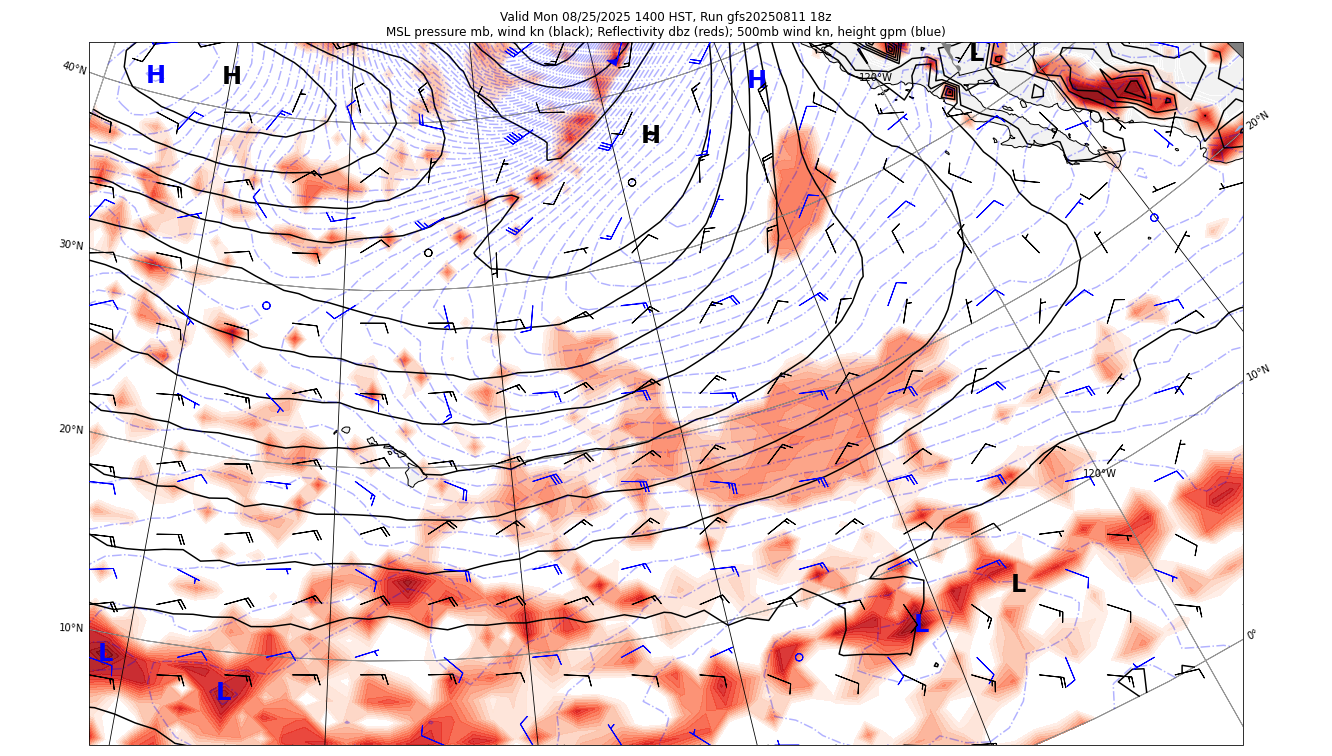 Valid Mon 08/25/2025 1400 HST, Run gfs20250811 18z
MSL pressure mb, wind kn (black); Reflectivity dbz (reds); 500mb wind kn, height gpm (blue)
L
40°N
H
H
H
120°W
20°N
H
30°N
10°N
20°N
120°W
L
10°N
L
0°
L
L